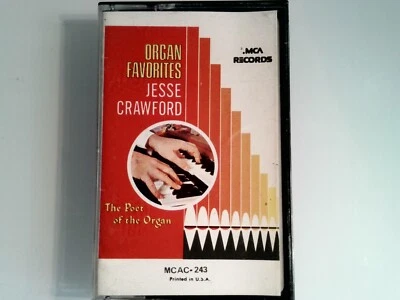 ORGAN
FAVORITES
JESSE
CRAWFORD
MCA
RECORDS
The Poet
of the Organ
MCAC-243
Printed in U.S.A.